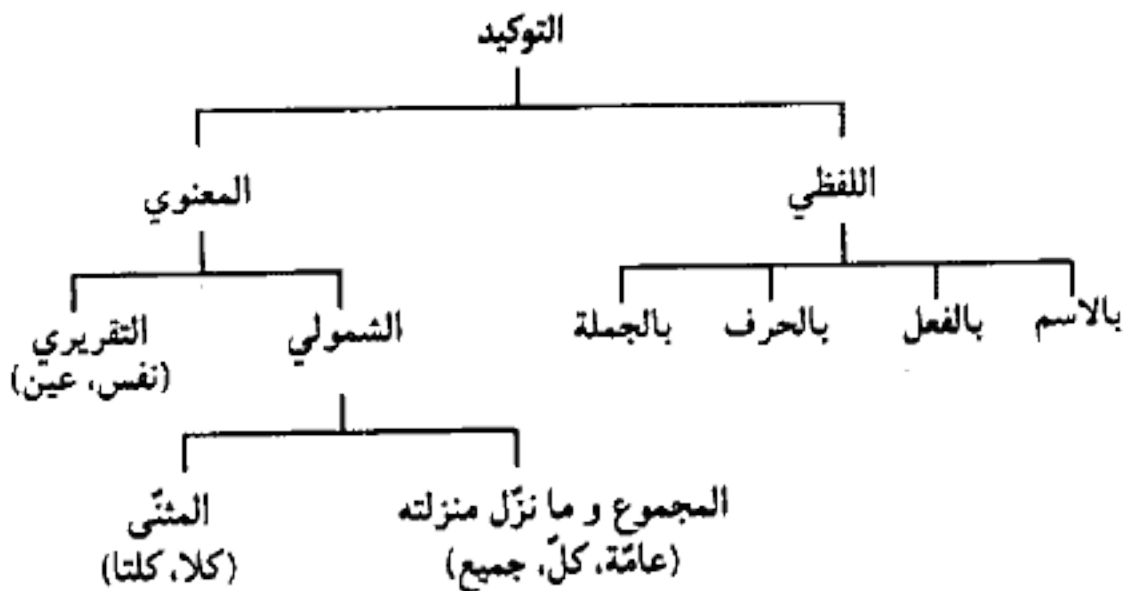 التوكيد
اللفظي
المعنوي
بالاسم
بالفعل
بالحرف
بالجملة
الشمولي
التقريري
(نفس، عين)
المجموع و ما نزّل منزلته
(عامّة، كلّ، جميع)
المثنّى
(كلا، كلتا)